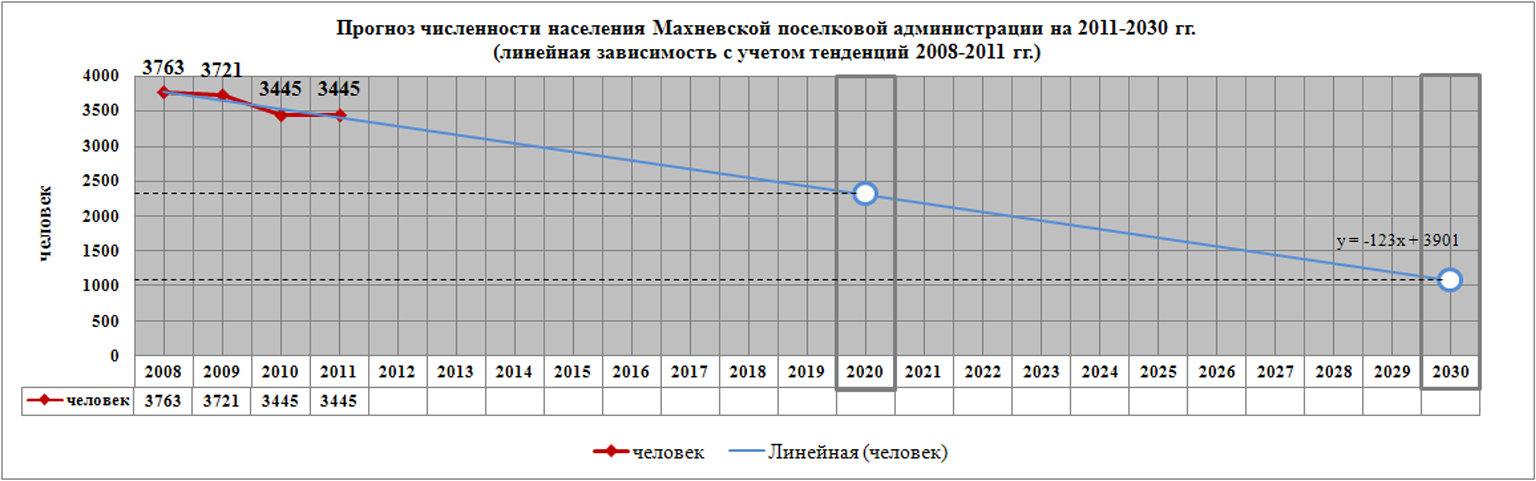 Прогноз численности населения Махневской поселковой администрации на 2011-2030 гг.
(линейная зависимость с учетом тенденций 2008-2011 гг.)
3763 3721 3445 3445
человек
4000
3500
3000
2500
2000
1500
1000
500
0
y = -123x + 3901
2008 2009 2010 2011 2012 2013 2014 2015 2016 2017 2018 2019 2020 2021 2022 2023 2024 2025 2026 2027 2028 2029 2030
человек 3763 3721 3445 3445
человек Линейная (человек)